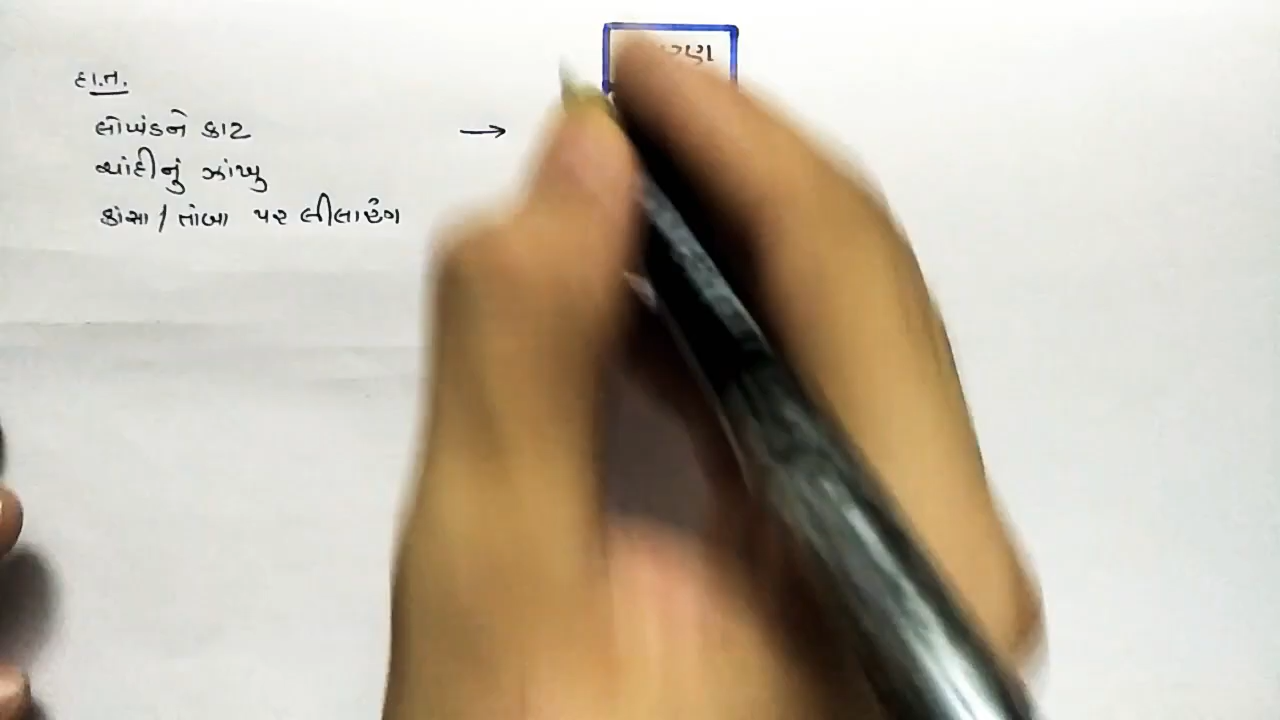 દા.ત.
લોખંડને કાટ
ચાંદીનું ઝાંખુ
કાંસા / તાંબા પર લીલા રંગ